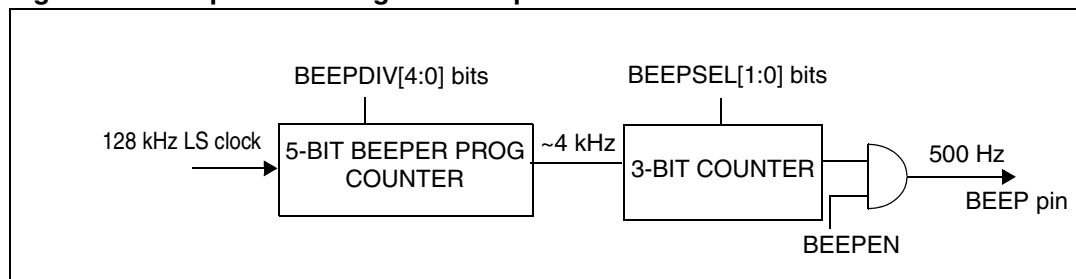 BEEPDIV[4:0] bits
BEEPSEL[1:0] bits
128 kHz LS clock
5-BIT BEEPER PROG
COUNTER
~4 kHz
3-BIT COUNTER
500 Hz
BEEP pin
BEEPEN